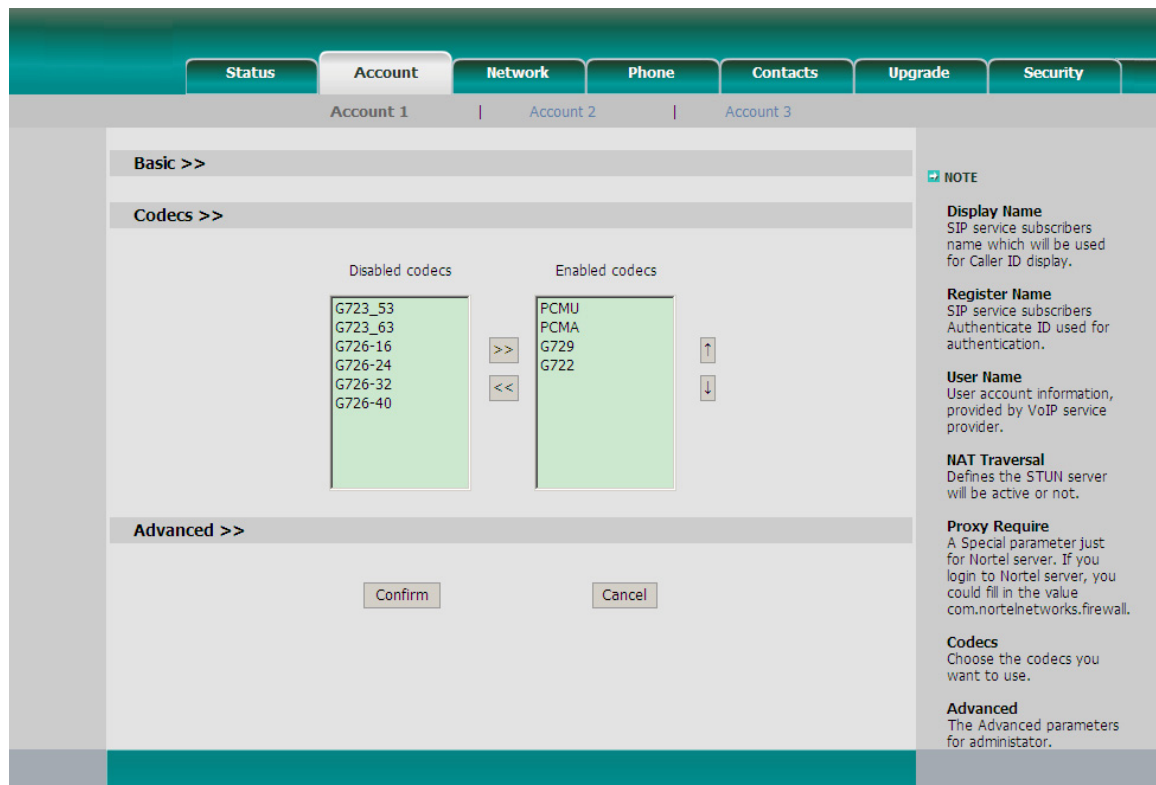 Status
Account
Network
Phone
Contacts
Upgrade
Security
Account 1 | Account 2 | Account 3
Basic >>
Codecs >>
Disabled codecs
Enabled codecs
G723_53
G723_63
G726-16
G726-24
G726-32
G726-40
>>
<<
PCMU
PCMA
G729
G722
↑
↓
Advanced >>
Confirm
Cancel
NOTE
Display Name
SIP service subscribers
name which will be used
for Caller ID display.
Register Name
SIP service subscribers
Authenticate ID used for
authentication.
User Name
User account information,
provided by VoIP service
provider.
NAT Traversal
Defines the STUN server
will be active or not.
Proxy Require
A Special parameter just
for Nortel server. If you
login to Nortel server, you
could fill in the value
com.nortelnetworks.firewall.
Codecs
Choose the codecs you
want to use.
Advanced
The Advanced parameters
for administator.